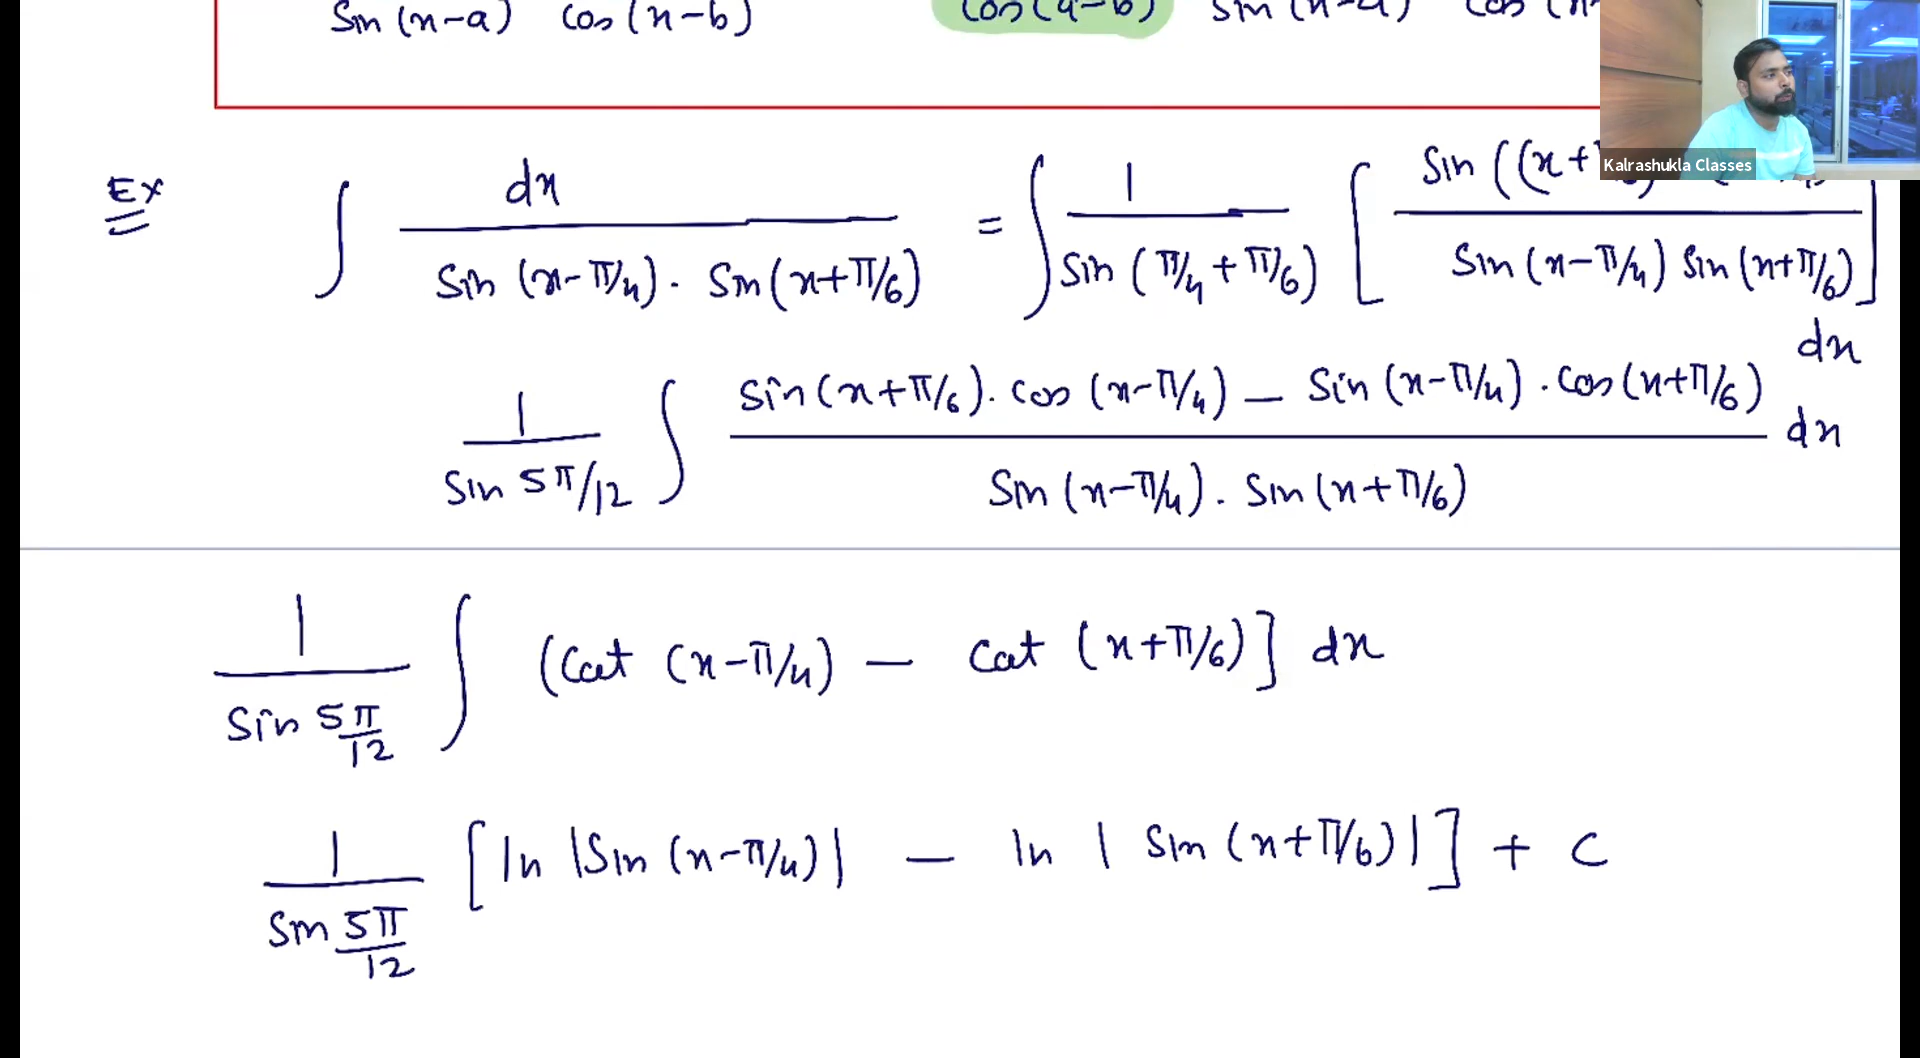 Sin (x-a) cos (x-b) cos (a-b) sin (x-a) cos (x
Kalrashukla Classes
Ex ∫ dx / Sin (x-π/4) · Sin (x+π/6) = ∫ 1 / Sin (π/4 + π/6) [ Sin ((x+ / Sin (x-π/4) Sin (x+π/6) ] dx
1 / Sin 5π/12 ∫ Sin (x+π/6) · cos (x-π/4) - Sin (x-π/4) · cos (x+π/6) / Sin (x-π/4) · Sin (x+π/6) dx
1 / Sin 5π/12 ∫ (cot (x-π/4) - cot (x+π/6)] dx
1 / Sin 5π/12 [ln |Sin (x-π/4)| - ln | Sin (x+π/6)|] + C